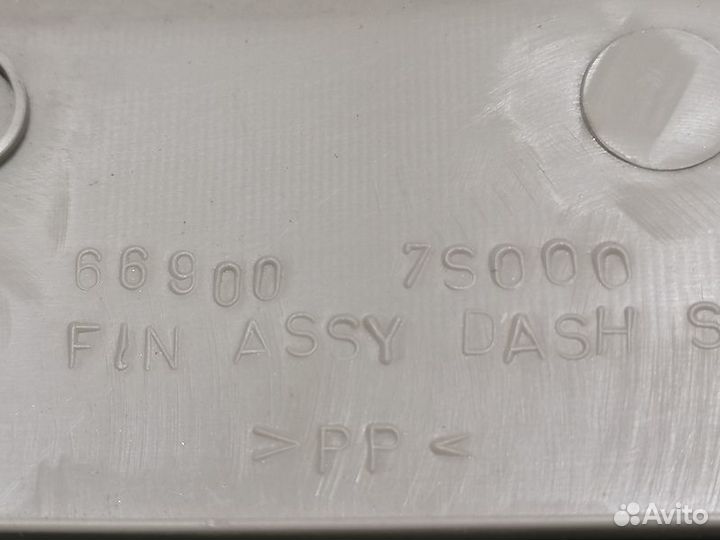 66900 7S000
FIN ASSY DASH S
>PP<
Avito